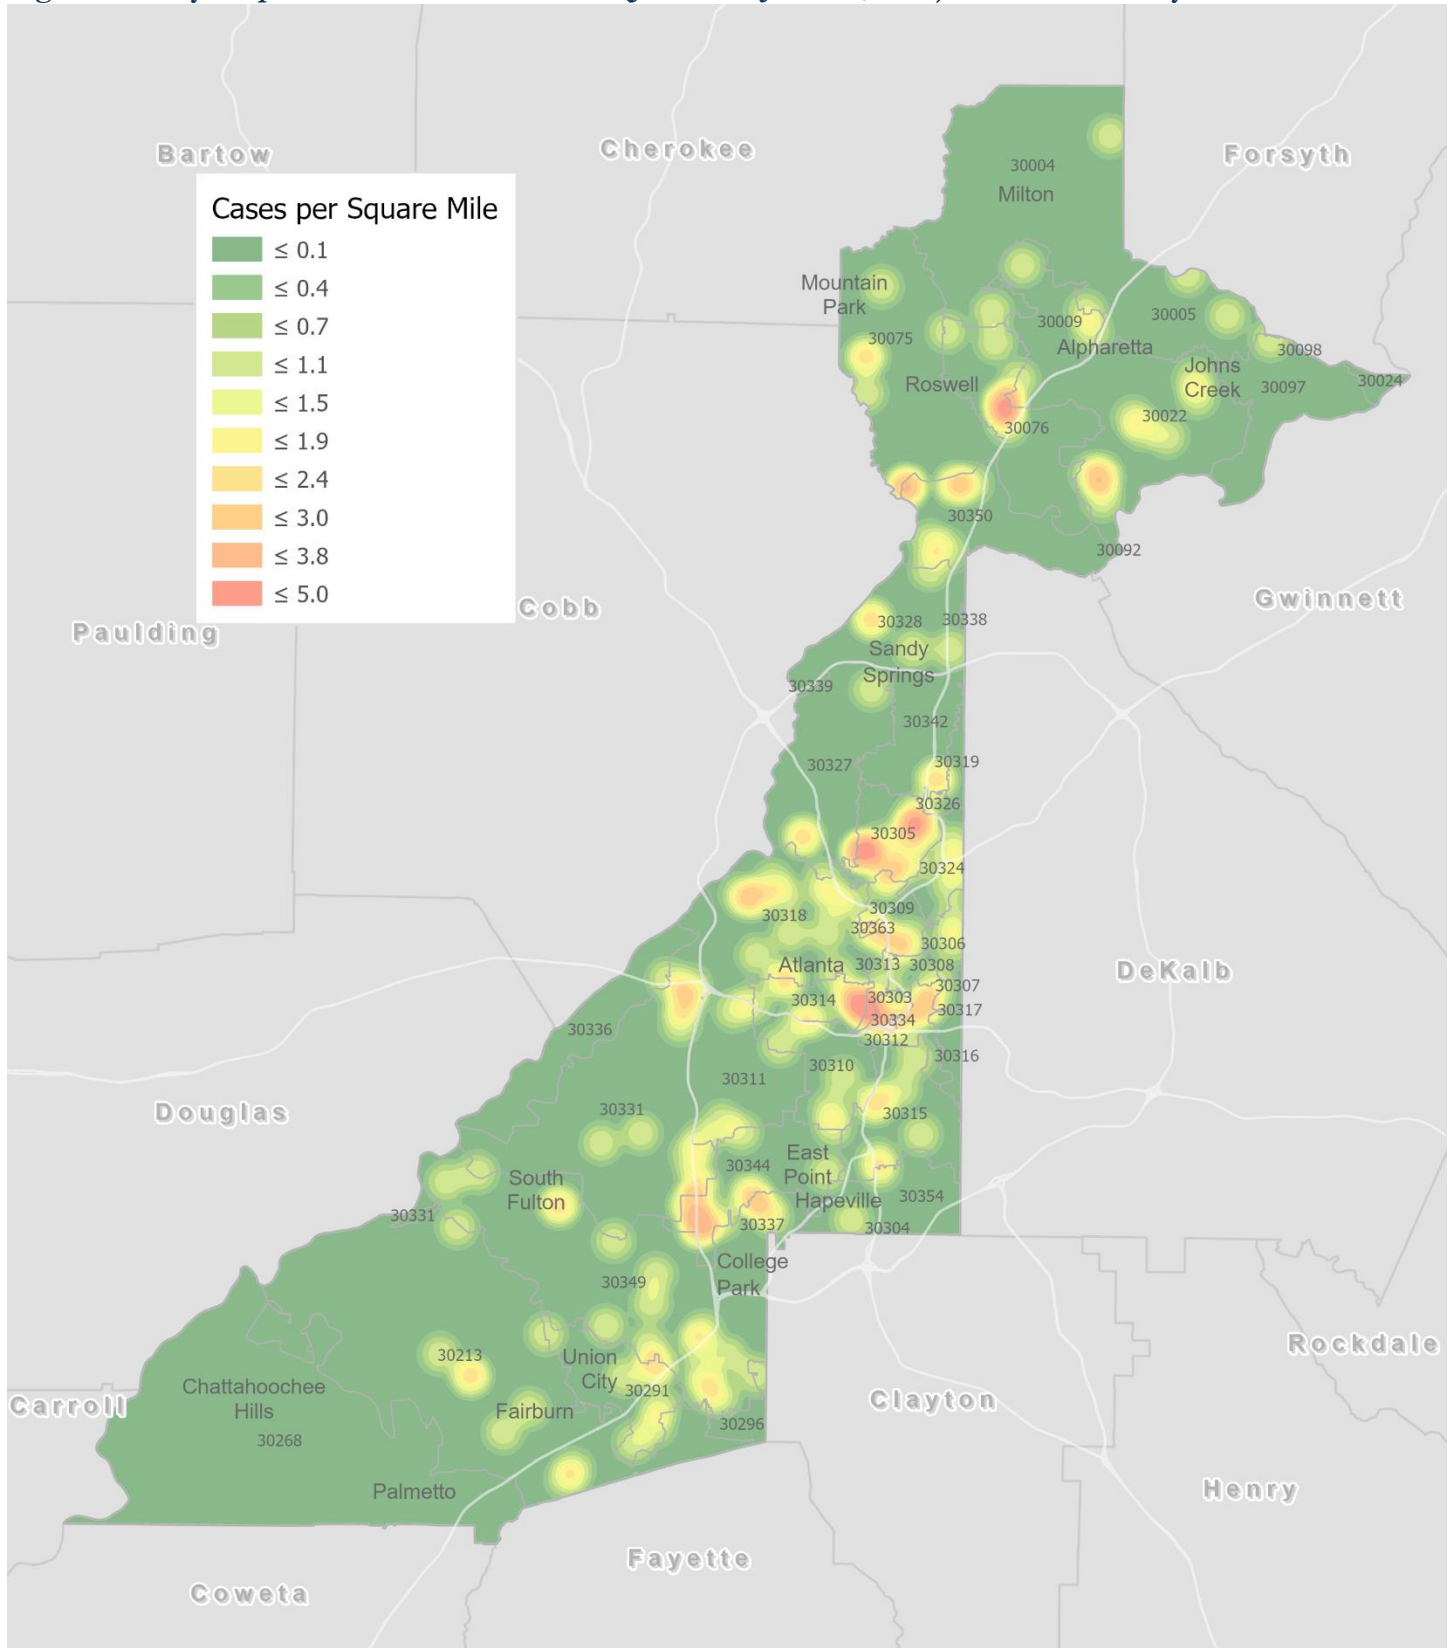 Bartow
Cherokee
Forsyth
30004
Milton
Cases per Square Mile
≤ 0.1
≤ 0.4
≤ 0.7
≤ 1.1
≤ 1.5
≤ 1.9
≤ 2.4
≤ 3.0
≤ 3.8
≤ 5.0
Mountain
Park
30075
30009
Alpharetta
30005
30098
Johns
Creek
30097
30024
Roswell
30022
30076
30350
30092
Cobb
Gwinnett
Paulding
30328
30338
Sandy
Springs
30339
30342
30327
30319
30326
30305
30324
30318
30309
30363
30306
Atlanta
30313
30308
DeKalb
30307
30314
30303
30317
30334
30336
30312
30316
30310
30311
Douglas
30331
30315
East
Point
30344
South
Fulton
Hapeville
30354
30331
30337
30304
College
Park
30349
Rockdale
30213
Union
City
Chattahoochee
Hills
30291
Carroll
Fairburn
Clayton
30296
30268
Palmetto
Henry
Fayette
Coweta